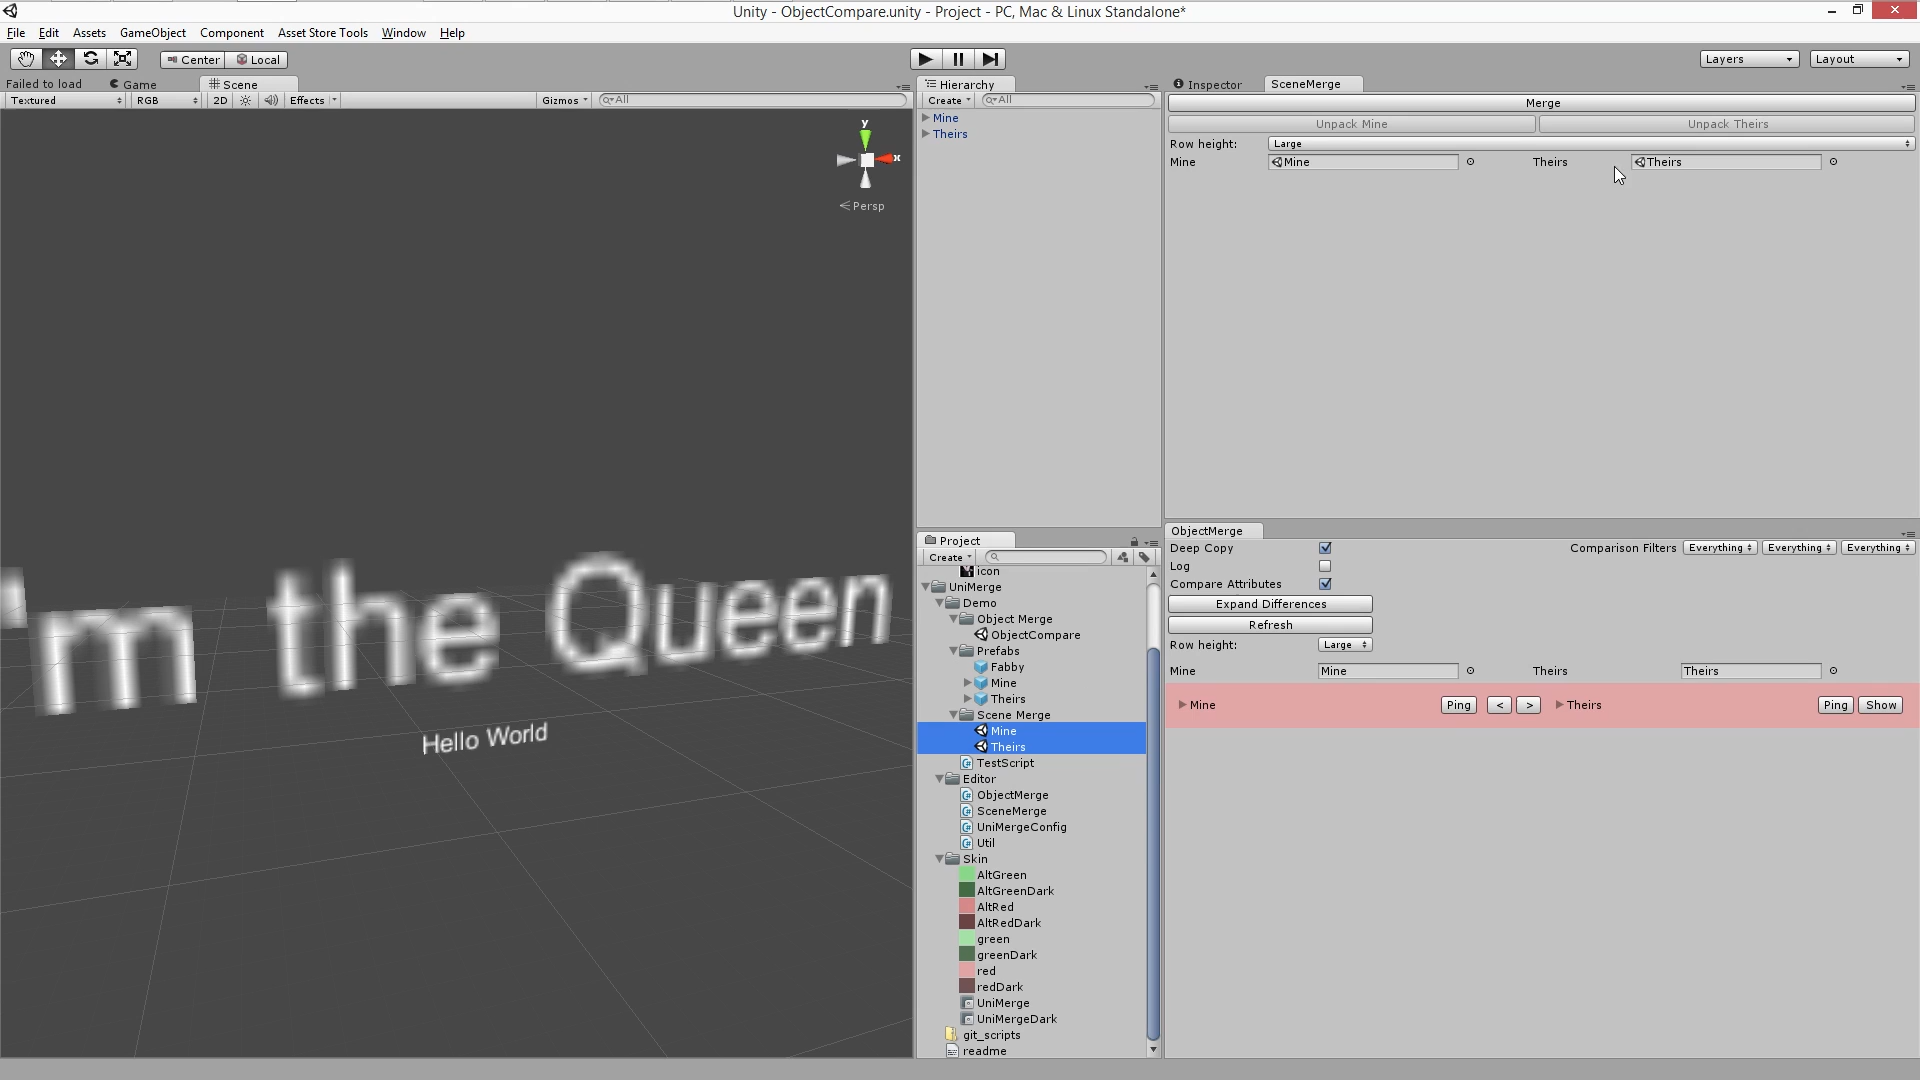 Unity - ObjectCompare.unity - Project - PC, Mac & Linux Standalone*
File Edit Assets GameObject Component Asset Store Tools Window Help
Center Local Layers Layout
Failed to load Game Scene
Textured RGB 2D Effects Gizmos All
y
x
Persp
'm the Queen
Hello World
Hierarchy
Create All
Mine
Theirs
Project
Create
icon
UniMerge
Demo
Object Merge
ObjectCompare
Prefabs
Fabby
Mine
Theirs
Scene Merge
Mine
Theirs
TestScript
Editor
ObjectMerge
SceneMerge
UniMergeConfig
Util
Skin
AltGreen
AltGreenDark
AltRed
AltRedDark
green
greenDark
red
redDark
UniMerge
UniMergeDark
git_scripts
readme
Inspector SceneMerge
Merge
Unpack Mine Unpack Theirs
Row height: Large
Mine Mine Theirs Theirs
ObjectMerge
Deep Copy Comparison Filters Everything Everything Everything
Log
Compare Attributes
Expand Differences
Refresh
Row height: Large
Mine Mine Theirs Theirs
Mine Ping < > Theirs Ping Show